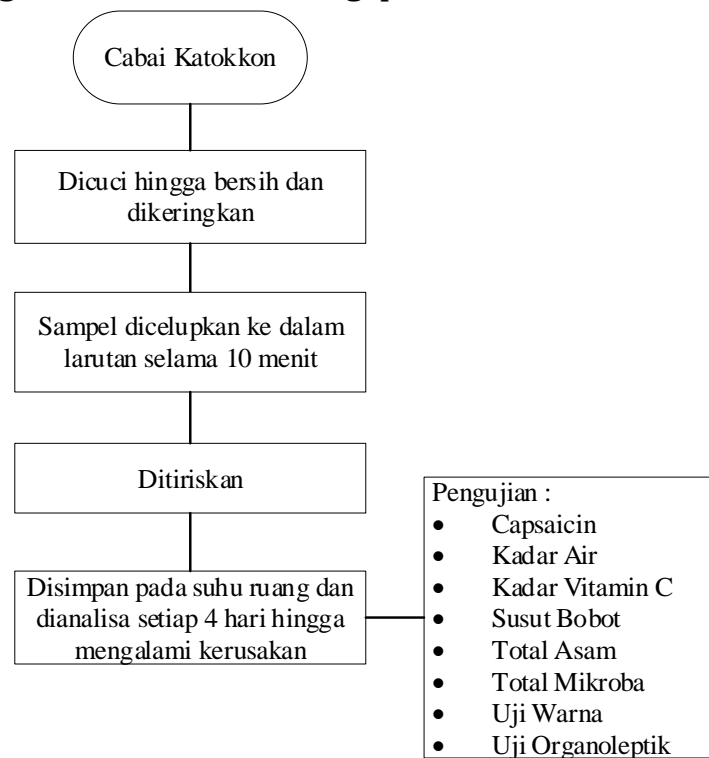 Cabai Katokkon
Dicuci hingga bersih dan
dikeringkan
Sampel dicelupkan ke dalam
larutan selama 10 menit
Ditiriskan
Disimpan pada suhu ruang dan
dianalisa setiap 4 hari hingga
mengalami kerusakan
Pengujian :
• Capsaicin
• Kadar Air
• Kadar Vitamin C
• Susut Bobot
• Total Asam
• Total Mikroba
• Uji Warna
• Uji Organoleptik